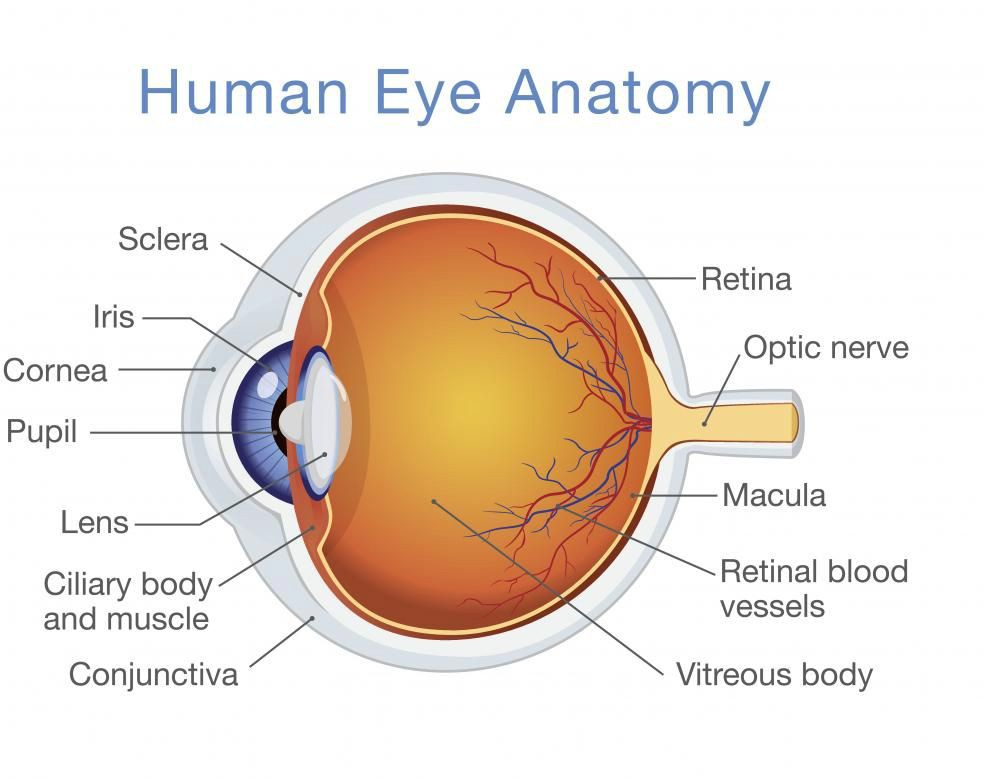 Human Eye Anatomy
Sclera
Iris
Cornea
Pupil
Lens
Ciliary body
and muscle
Conjunctiva
Retina
Optic nerve
Macula
Retinal blood
vessels
Vitreous body